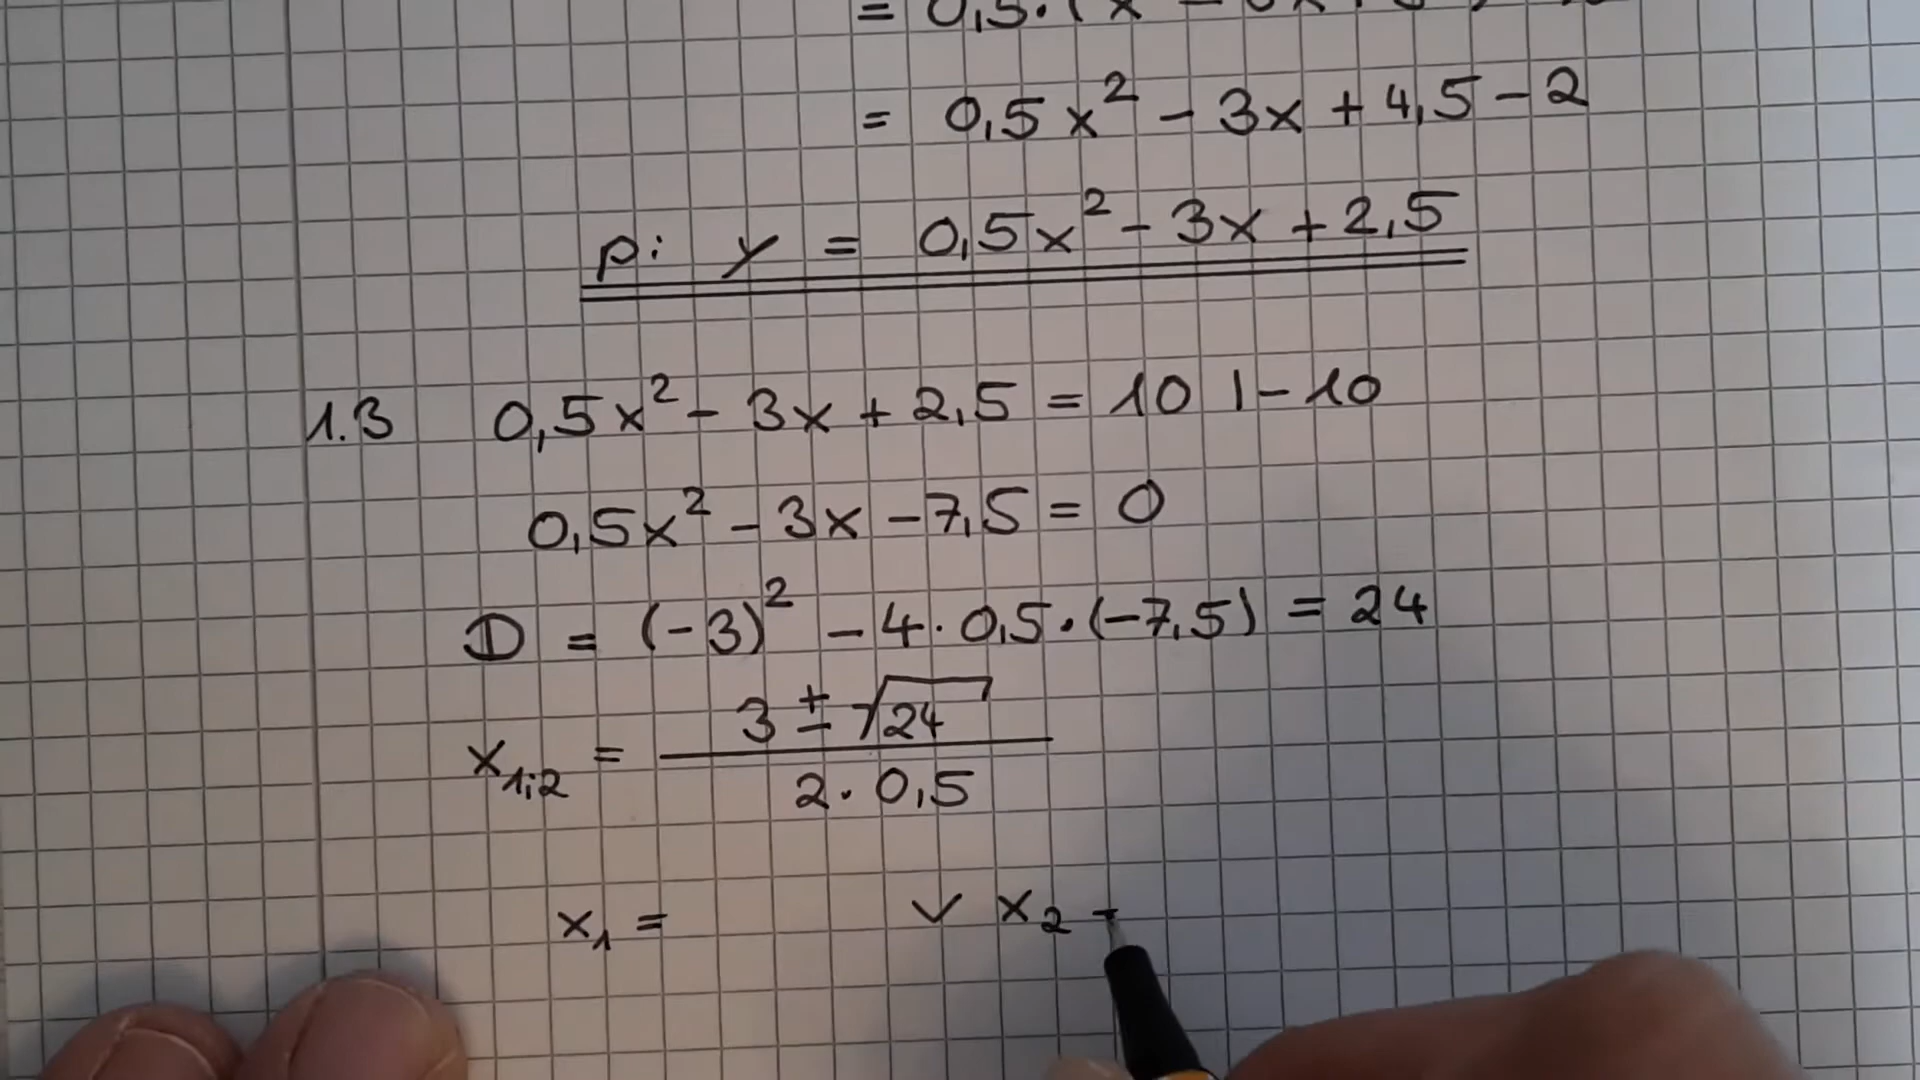 = 0,5·(x
= 0,5x² - 3x + 4,5 - 2
p: y = 0,5x² - 3x + 2,5
1.3 0,5x² - 3x + 2,5 = 10 | - 10
0,5x² - 3x - 7,5 = 0
D = (-3)² - 4 · 0,5 · (-7,5) = 24
x₁;₂ = (3 ± √24) / (2 · 0,5)
x₁ = ∨ x₂ -